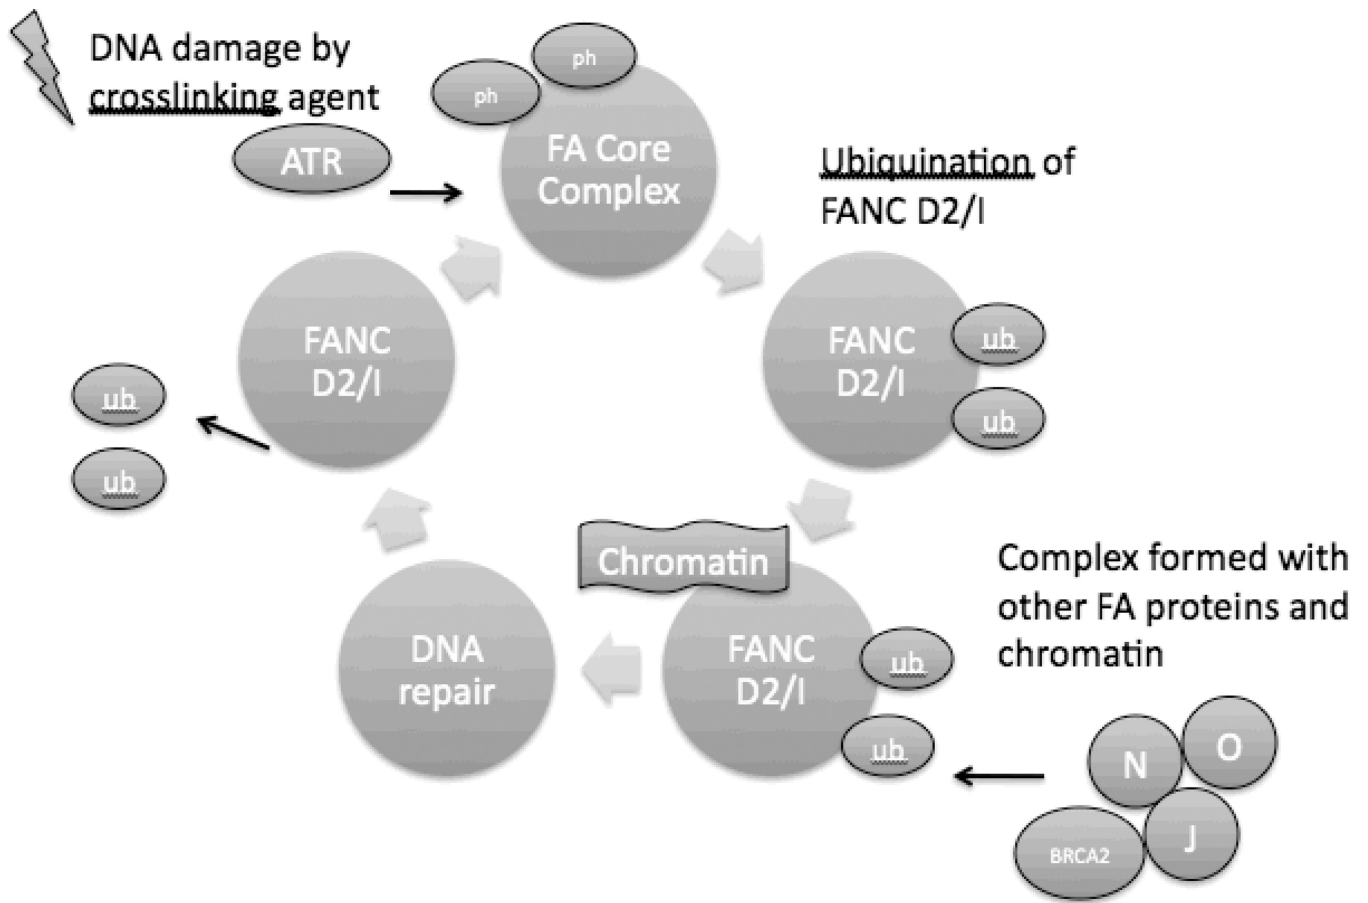 DNA damage by
crosslinking agent
ATR
ph
ph
FA Core
Complex
Ubiquination of
FANC D2/I
FANC
D2/I
ub
ub
FANC
D2/I
ub
ub
Chromatin
FANC
D2/I
ub
ub
Complex formed with
other FA proteins and
chromatin
N
O
J
BRCA2
DNA
repair